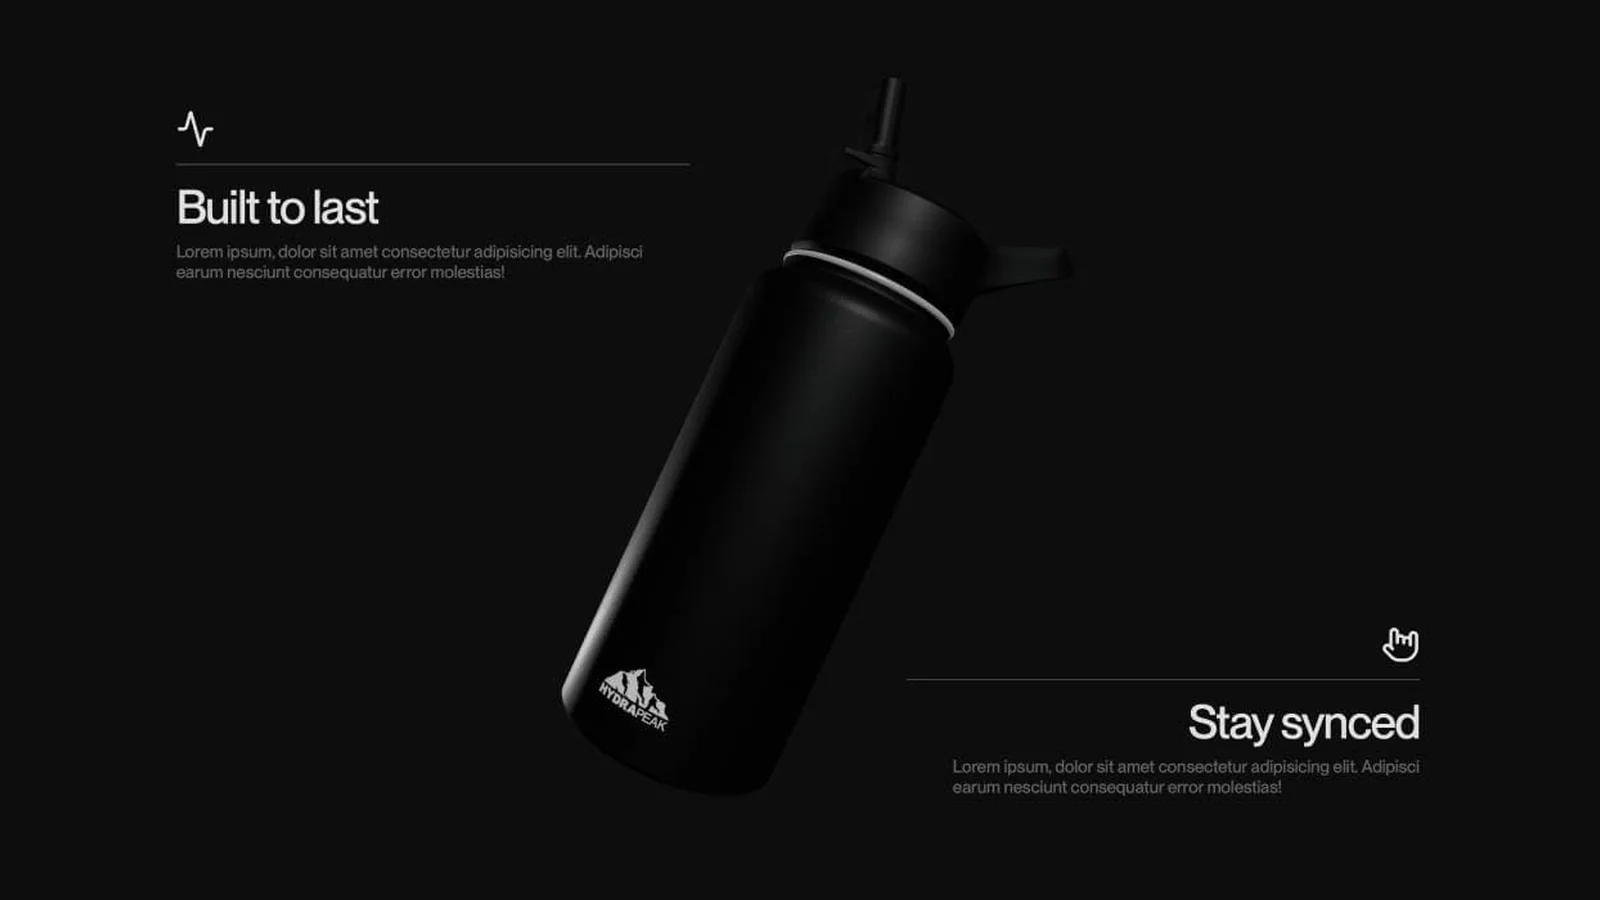 Built to last
Lorem ipsum, dolor sit amet consectetur adipisicing elit. Adipisci
earum nesciunt consequatur error molestias!
HYDRAPEAK
Stay synced
Lorem ipsum, dolor sit amet consectetur adipisicing elit. Adipisci
earum nesciunt consequatur error molestias!